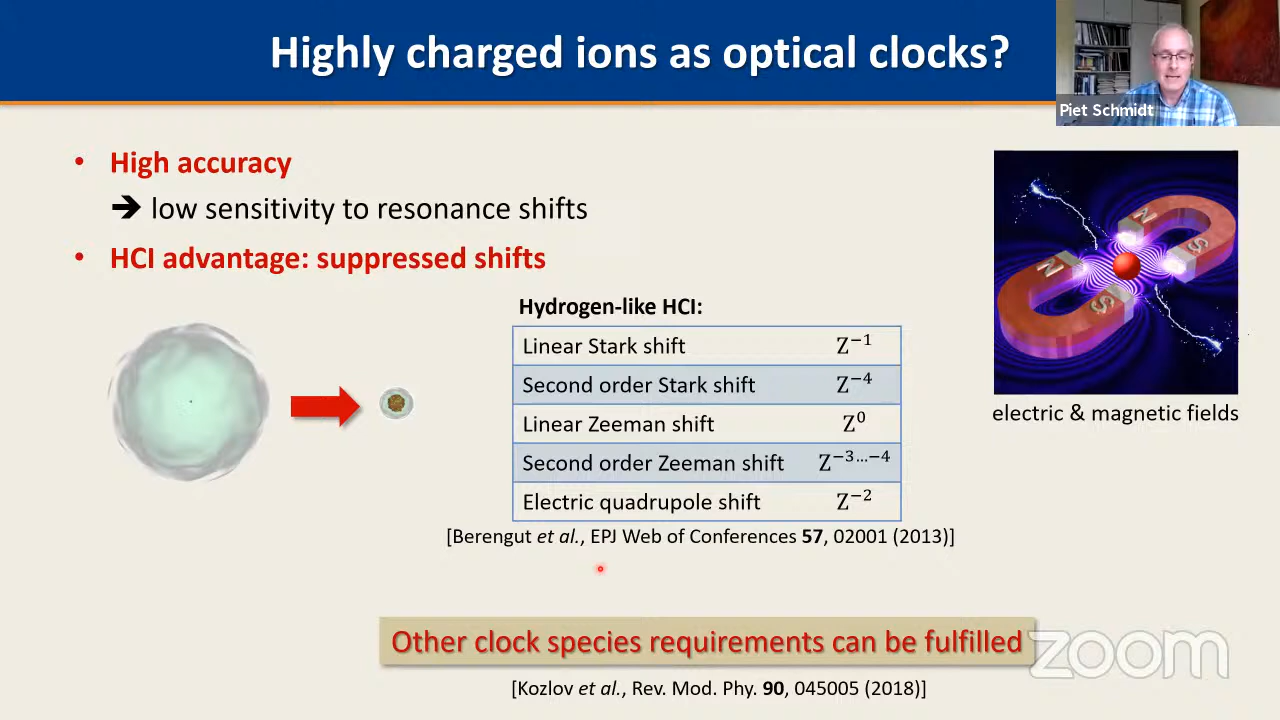 Highly charged ions as optical clocks?
Piet Schmidt
• High accuracy
➔ low sensitivity to resonance shifts
• HCI advantage: suppressed shifts
N
S
N
S
electric & magnetic fields
Hydrogen-like HCI:
Linear Stark shift Z⁻¹
Second order Stark shift Z⁻⁴
Linear Zeeman shift Z⁰
Second order Zeeman shift Z⁻³…⁻⁴
Electric quadrupole shift Z⁻²
[Berengut et al., EPJ Web of Conferences 57, 02001 (2013)]
Other clock species requirements can be fulfilled
zoom
[Kozlov et al., Rev. Mod. Phy. 90, 045005 (2018)]